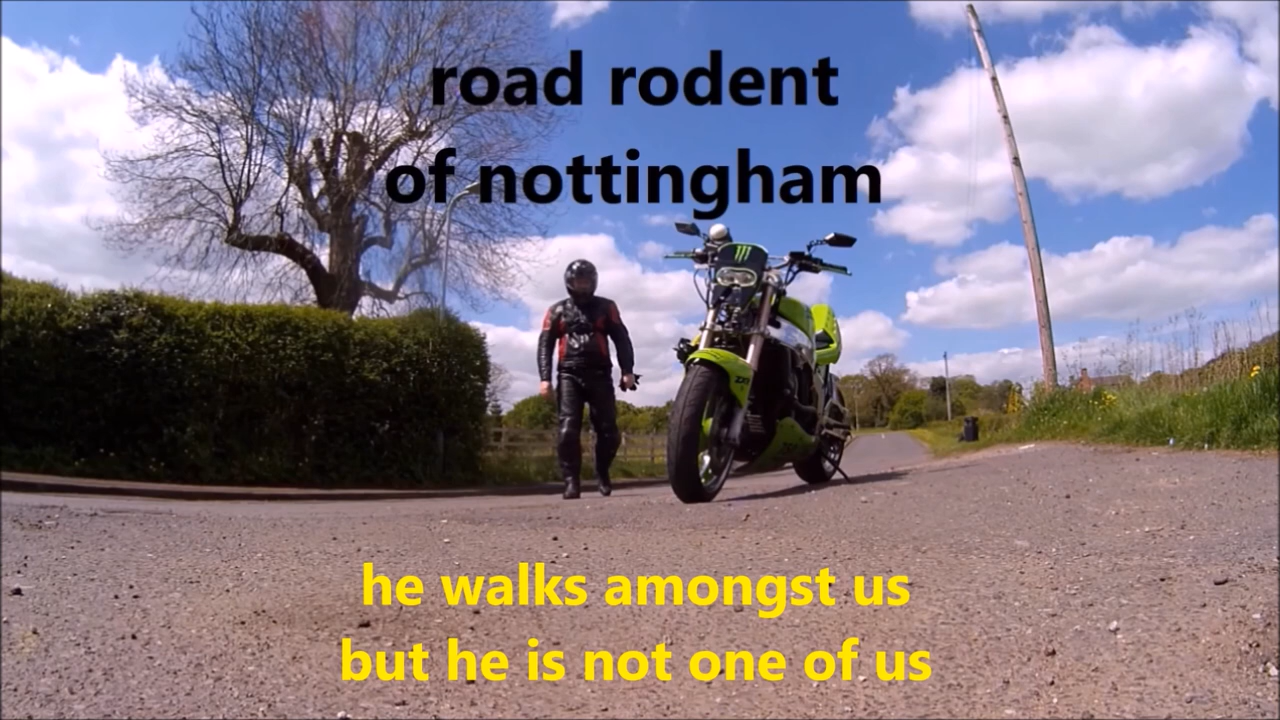 road rodent
of nottingham
he walks amongst us
but he is not one of us